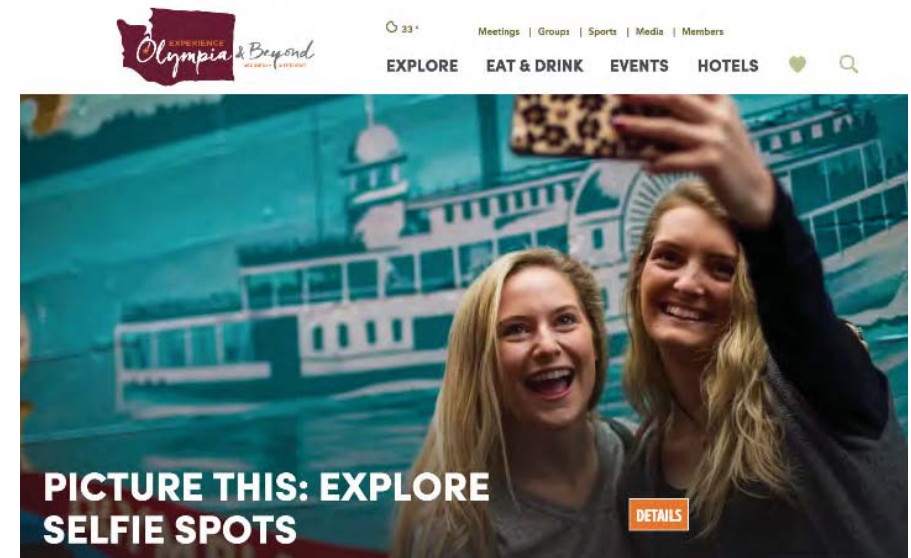 EXPERIENCE
Olympia & Beyond
33°
Meetings | Groups | Sports | Media | Members
EXPLORE EAT & DRINK EVENTS HOTELS
PICTURE THIS: EXPLORE
SELFIE SPOTS
DETAILS